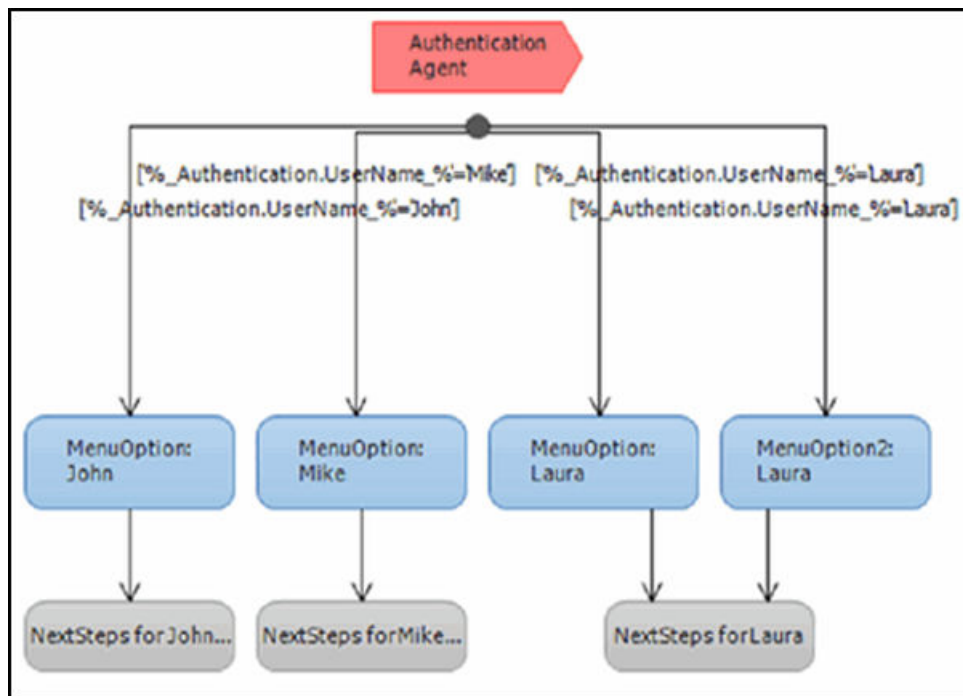 Authentication
Agent
['%_Authentication.UserName_%'='Mike'] ['%_Authentication.UserName_%'='Laura']
['%_Authentication.UserName_%'='John'] ['%_Authentication.UserName_%'='Laura']
MenuOption: MenuOption: MenuOption: MenuOption2:
John Mike Laura Laura
NextSteps for John... NextSteps for Mike... NextSteps for Laura